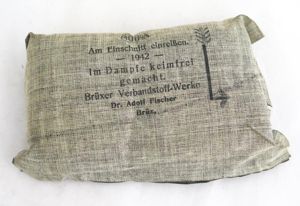 Am Einschnitt einreißen.
— 1942 —
Im Dampfe keimfrei
gemacht.
Brüxer Verbandstoff-Werke
Dr. Adolf Fischer
Brüx.